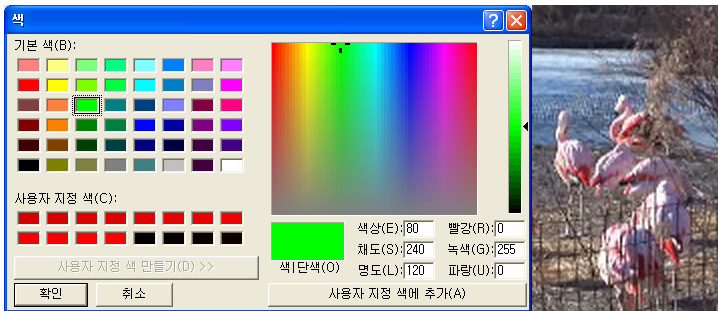 색
기본 색(B):
사용자 지정 색(C):
사용자 지정 색 만들기(D) >>
확인
취소
색상(E): 80
채도(S): 240
명도(L): 120
빨강(R): 0
녹색(G): 255
파랑(U): 0
색|단색(O)
사용자 지정 색에 추가(A)